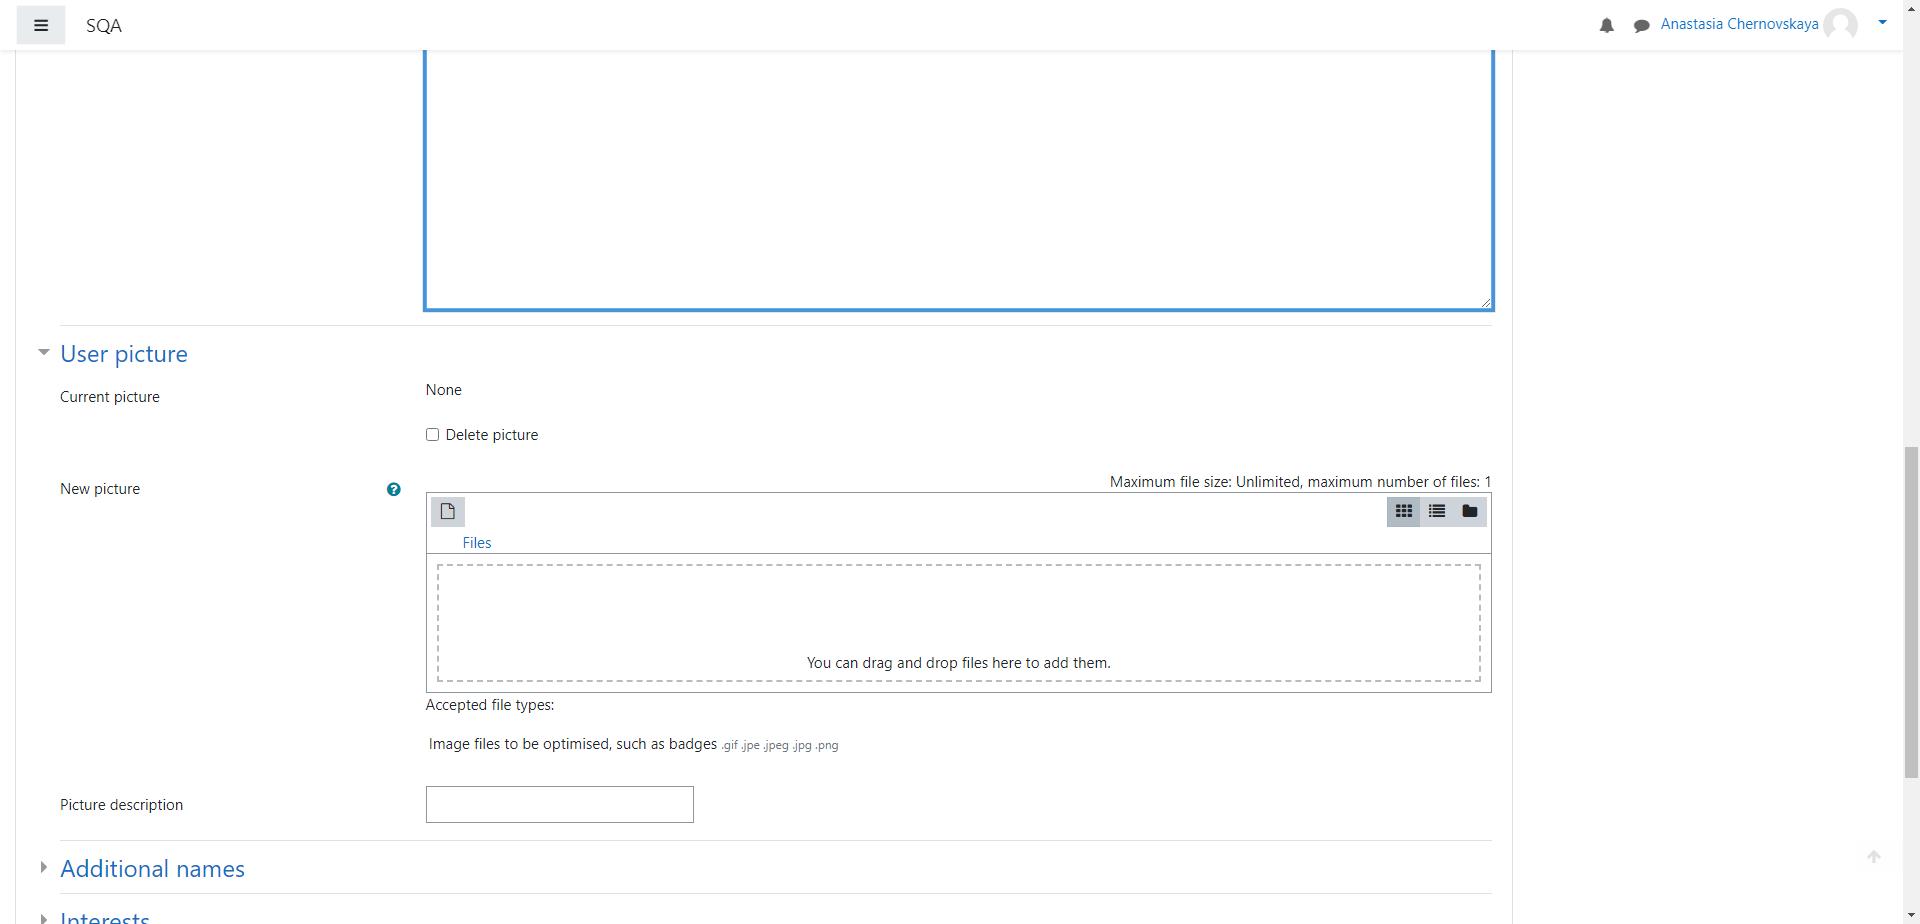 SQA
Anastasia Chernovskaya
User picture
Current picture
None
Delete picture
New picture
Maximum file size: Unlimited, maximum number of files: 1
Files
You can drag and drop files here to add them.
Accepted file types:
Image files to be optimised, such as badges .gif .jpe .jpeg .jpg .png
Picture description
Additional names
Interests